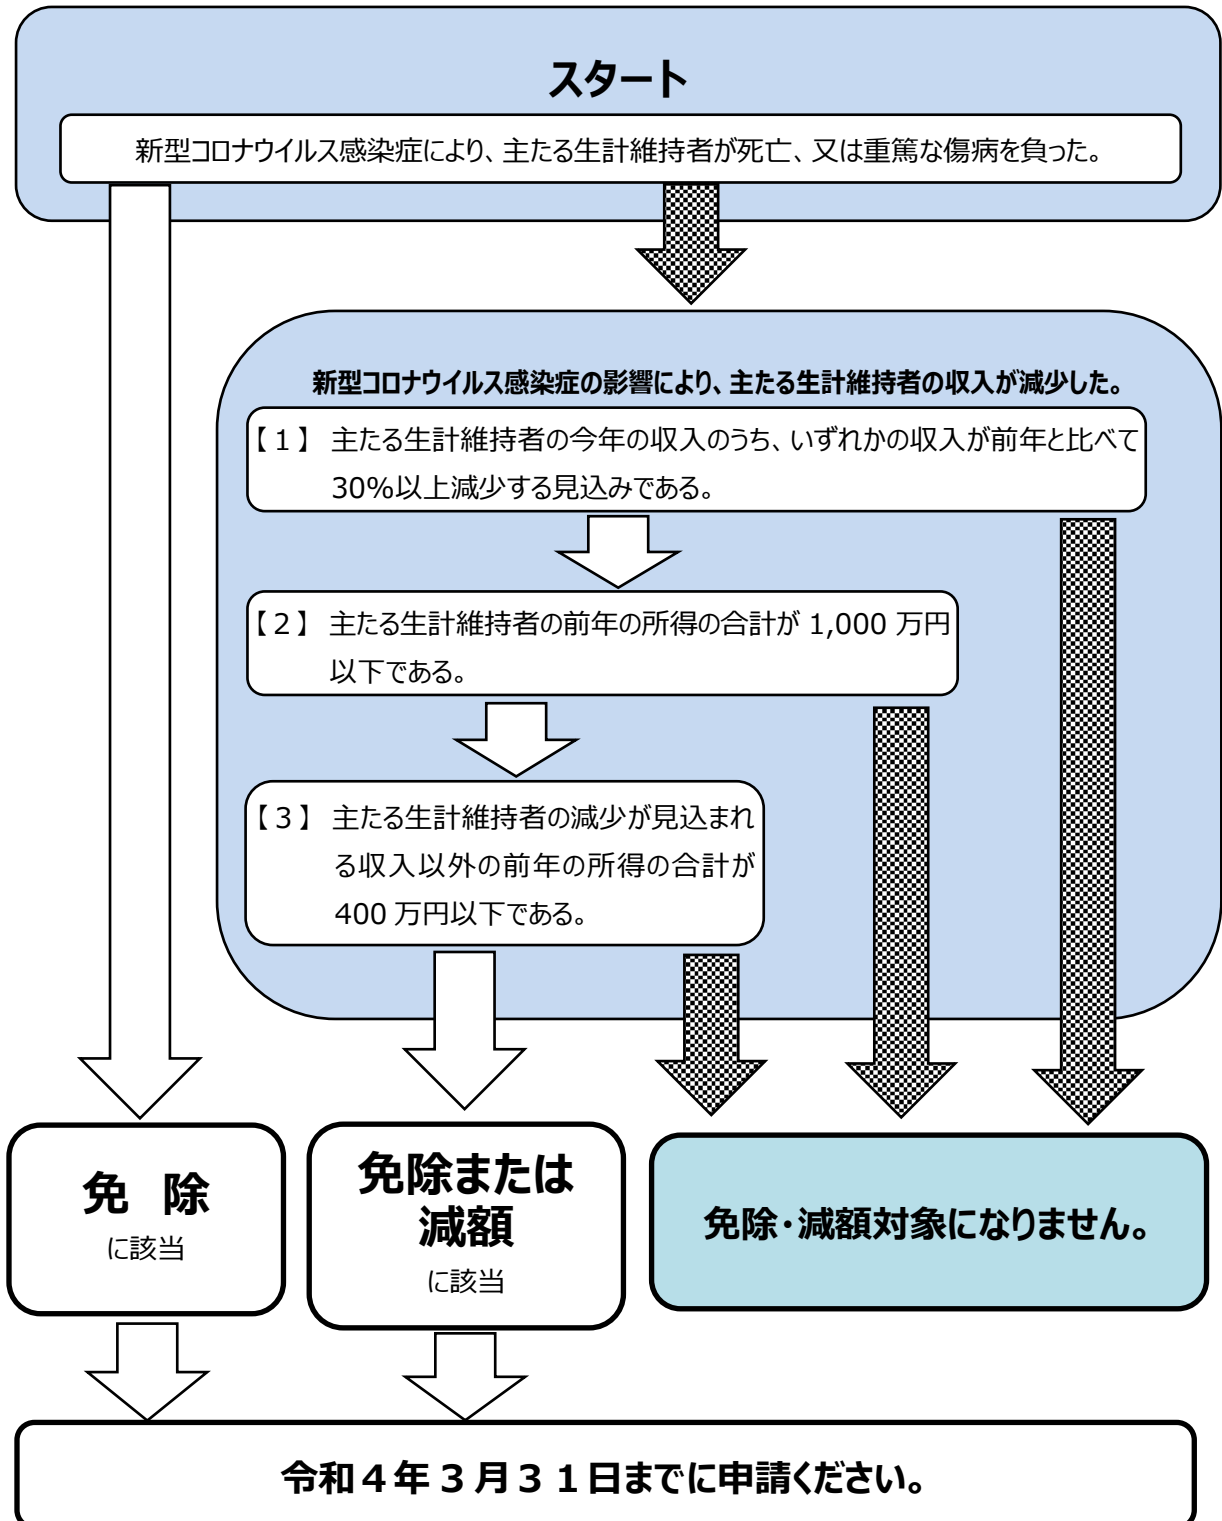 スタート
新型コロナウイルス感染症により、主たる生計維持者が死亡、又は重篤な傷病を負った。
新型コロナウイルス感染症の影響により、主たる生計維持者の収入が減少した。
【１】 主たる生計維持者の今年の収入のうち、いずれかの収入が前年と比べて
30%以上減少する見込みである。
【２】 主たる生計維持者の前年の所得の合計が 1,000 万円
以下である。
【３】 主たる生計維持者の減少が見込まれ
る収入以外の前年の所得の合計が
400 万円以下である。
免 除
に該当
免除または
減額
に該当
免除・減額対象になりません。
令和４年３月３１日までに申請ください。